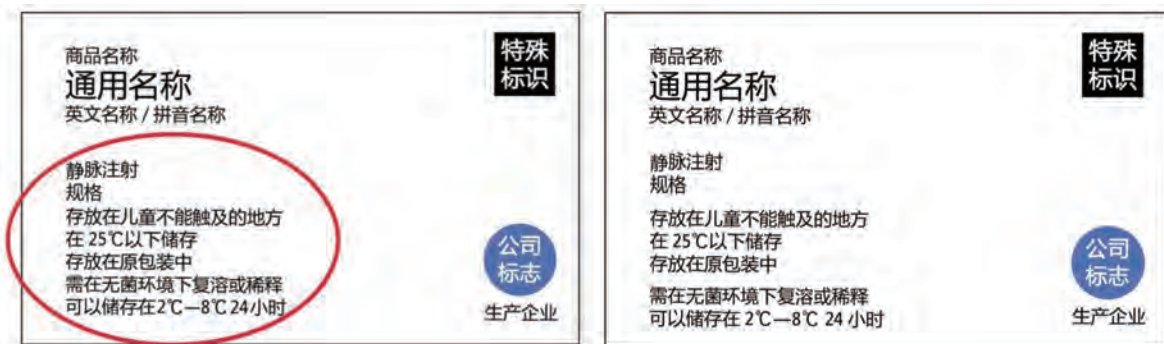 商品名称
通用名称
英文名称 / 拼音名称
特殊
标识
静脉注射
规格
存放在儿童不能触及的地方
在 25℃以下储存
存放在原包装中
需在无菌环境下复溶或稀释
可以储存在2℃—8℃ 24小时
公司
标志
生产企业
商品名称
通用名称
英文名称 / 拼音名称
特殊
标识
静脉注射
规格
存放在儿童不能触及的地方
在 25℃以下储存
存放在原包装中
需在无菌环境下复溶或稀释
可以储存在 2℃—8℃ 24 小时
公司
标志
生产企业